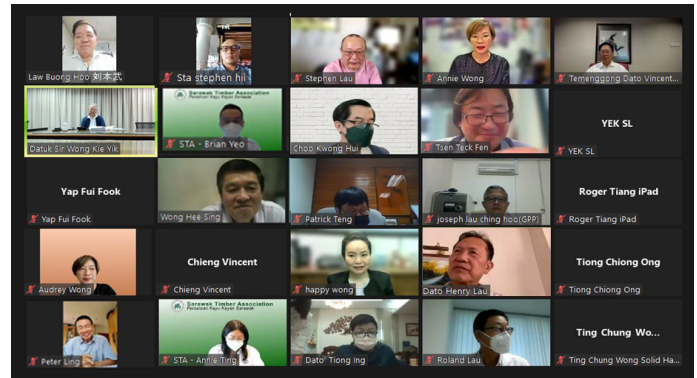 Law Buong Hoo 刘本武
Sta stephen hii
Stephen Lau
Annie Wong
Temenggong Dato Vincent...
Datuk Sir Wong Kie Yik
Sarawak Timber Association
Persatuan Kayu Kayan Sarawak
STA - Brian Yeo
Choo Kwong Hui
Tsen Teck Fen
YEK SL
YEK SL
Yap Fui Fook
Yap Fui Fook
Wong Hee Sing
Patrick Teng
joseph lau ching hoo(GPP)
Roger Tiang iPad
Roger Tiang iPad
Audrey Wong
Chieng Vincent
Chieng Vincent
happy wong
Dato Henry Lau
Tiong Chiong Ong
Tiong Chiong Ong
Peter Ling
Sarawak Timber Association
Persatuan Kayu Kayan Sarawak
STA - Annie Ting
Dato' Tiong Ing
Roland Lau
Ting Chung Wo...
Ting Chung Wong Solid Ha...